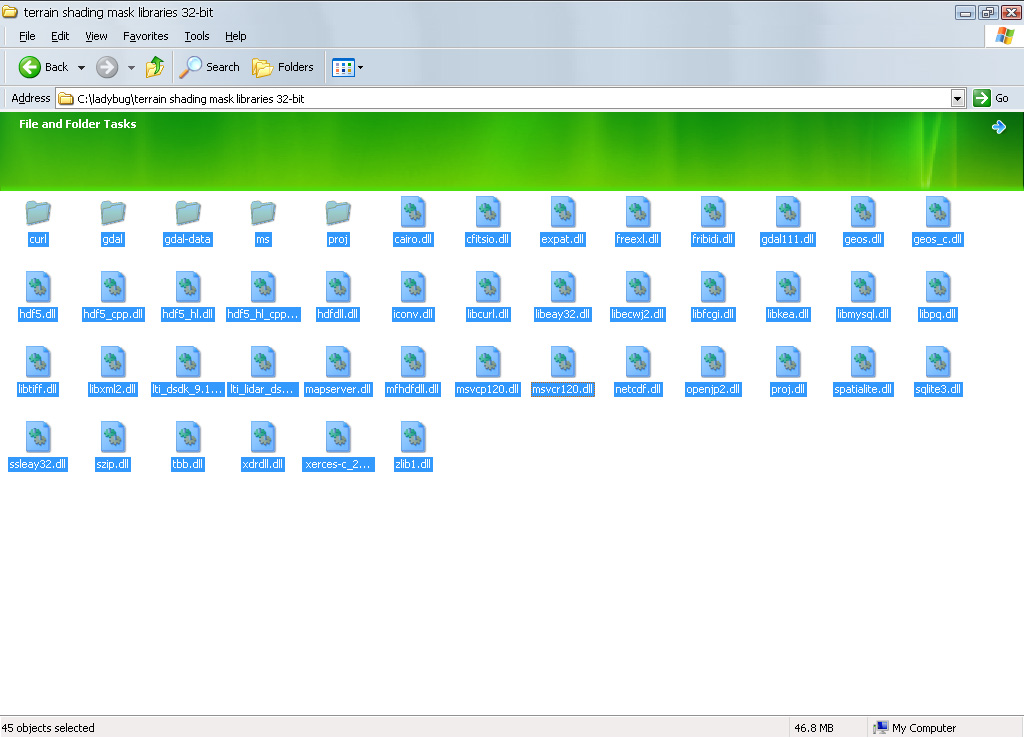 terrain shading mask libraries 32-bit
File Edit View Favorites Tools Help
Back Search Folders
Address C:\ladybug\terrain shading mask libraries 32-bit Go
File and Folder Tasks
curl gdal gdal-data ms proj cairo.dll cfitsio.dll expat.dll freexl.dll fribidi.dll gdal111.dll geos.dll geos_c.dll
hdf5.dll hdf5_cpp.dll hdf5_hl.dll hdf5_hl_cpp... hdfdll.dll iconv.dll libcurl.dll libeay32.dll libecwj2.dll libfcgi.dll libkea.dll libmysql.dll libpq.dll
libtiff.dll libxml2.dll lti_dsdk_9.1... lti_lidar_ds... mapserver.dll mfhdfdll.dll msvcp120.dll msvcr120.dll netcdf.dll openjp2.dll proj.dll spatialite.dll sqlite3.dll
ssleay32.dll szip.dll tbb.dll xdrdll.dll xerces-c_2... zlib1.dll
45 objects selected 46.8 MB My Computer